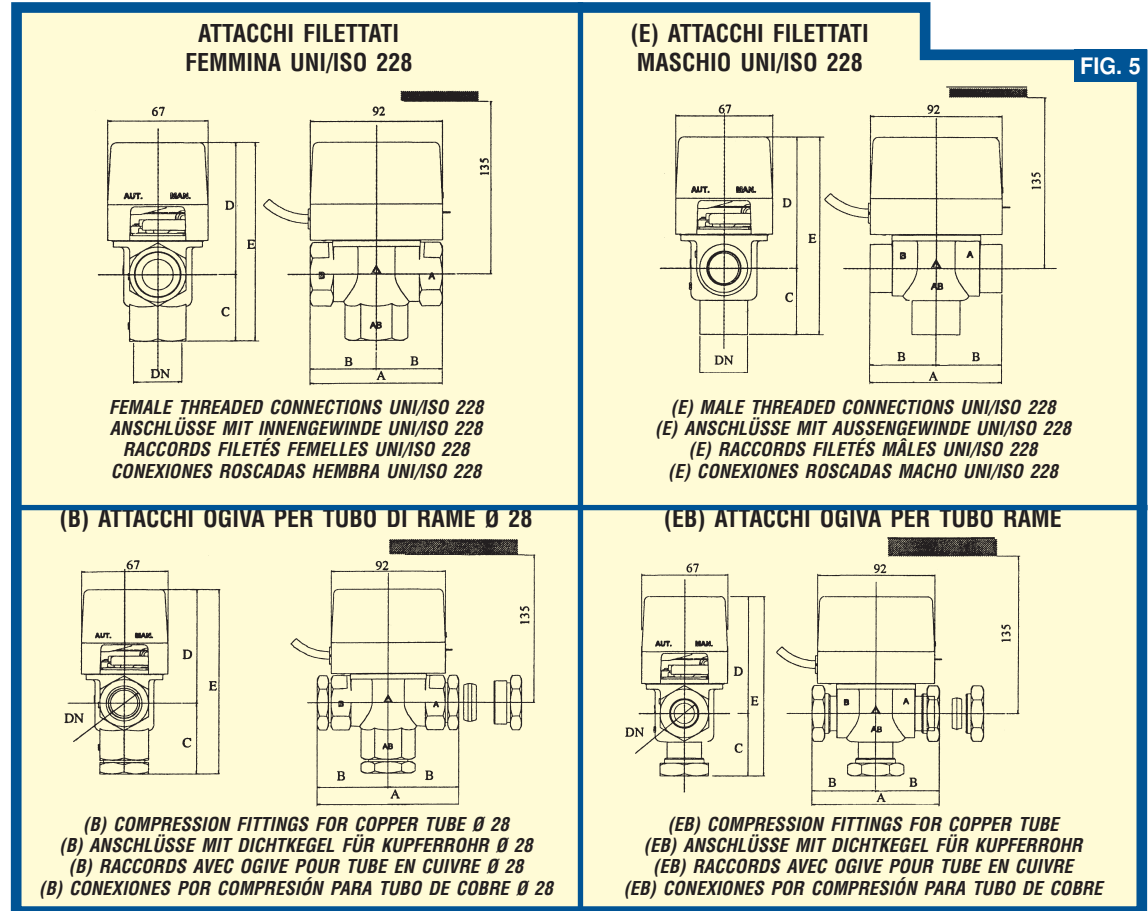 ATTACCHI FILETTATI
FEMMINA UNI/ISO 228
67
92
135
AUT. MAN.
D
E
C
B
A
AB
DN
B
B
A
FEMALE THREADED CONNECTIONS UNI/ISO 228
ANSCHLÜSSE MIT INNENGEWINDE UNI/ISO 228
RACCORDS FILETÉS FEMELLES UNI/ISO 228
CONEXIONES ROSCADAS HEMBRA UNI/ISO 228
(E) ATTACCHI FILETTATI
MASCHIO UNI/ISO 228
FIG. 5
67
92
135
AUT. MAN.
D
E
C
B
A
AB
DN
B
B
A
(E) MALE THREADED CONNECTIONS UNI/ISO 228
(E) ANSCHLÜSSE MIT AUSSENGEWINDE UNI/ISO 228
(E) RACCORDS FILETÉS MÂLES UNI/ISO 228
(E) CONEXIONES ROSCADAS MACHO UNI/ISO 228
(B) ATTACCHI OGIVA PER TUBO DI RAME Ø 28
67
92
135
AUT. MAN.
D
E
B
A
DN
C
AB
B
B
A
(B) COMPRESSION FITTINGS FOR COPPER TUBE Ø 28
(B) ANSCHLÜSSE MIT DICHTKEGEL FÜR KUPFERROHR Ø 28
(B) RACCORDS AVEC OGIVE POUR TUBE EN CUIVRE Ø 28
(B) CONEXIONES POR COMPRESIÓN PARA TUBO DE COBRE Ø 28
(EB) ATTACCHI OGIVA PER TUBO RAME
67
92
135
AUT. MAN.
D
E
B
A
DN
C
AB
B
B
A
(EB) COMPRESSION FITTINGS FOR COPPER TUBE
(EB) ANSCHLÜSSE MIT DICHTKEGEL FÜR KUPFERROHR
(EB) RACCORDS AVEC OGIVE POUR TUBE EN CUIVRE
(EB) CONEXIONES POR COMPRESIÓN PARA TUBO DE COBRE